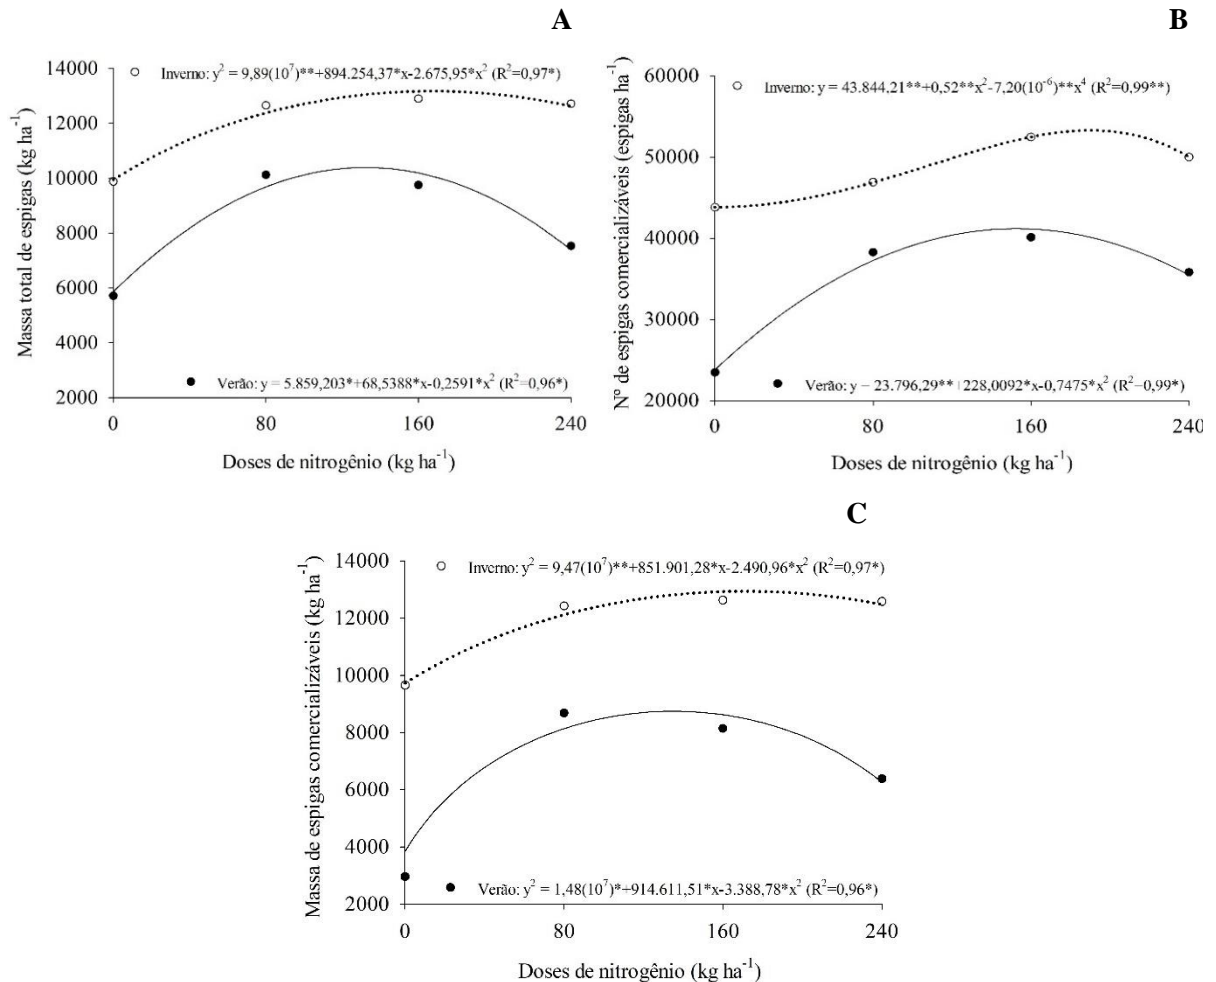 A
Massa total de espigas (kg ha⁻¹)
14000
12000
10000
8000
6000
4000
2000
Inverno: y² = 9,89(10⁷)**+894.254,37*x-2.675,95*x² (R²=0,97*)
Verão: y = 5.859,203*+68,5388*x-0,2591*x² (R²=0,96*)
0 80 160 240
Doses de nitrogênio (kg ha⁻¹)
B
Nº de espigas comercializáveis (espigas ha⁻¹)
60000
50000
40000
30000
20000
Inverno: y = 43.844,21**+0,52**x²-7,20(10⁻⁶)**x⁴ (R²=0,99**)
Verão: y = 23.796,29**+228,0092*x-0,7475*x² (R²=0,99*)
0 80 160 240
Doses de nitrogênio (kg ha⁻¹)
C
Massa de espigas comercializáveis (kg ha⁻¹)
14000
12000
10000
8000
6000
4000
2000
Inverno: y² = 9,47(10⁷)**+851.901,28*x-2.490,96*x² (R²=0,97*)
Verão: y² = 1,48(10⁷)*+914.611,51*x-3.388,78*x² (R²=0,96*)
0 80 160 240
Doses de nitrogênio (kg ha⁻¹)